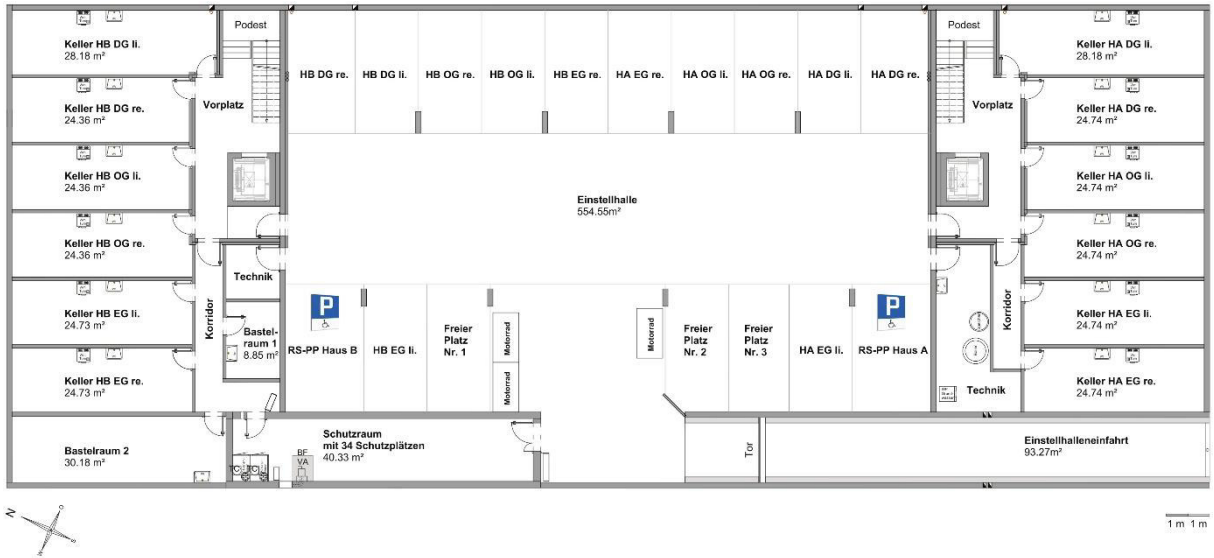 Podest
Podest
Keller HB DG li.
28.18 m²
Keller HA DG li.
28.18 m²
HB DG re.
HB DG li.
HB OG re.
HB OG li.
HB EG re.
HA EG re.
HA OG li.
HA OG re.
HA DG li.
HA DG re.
Vorplatz
Vorplatz
Keller HB DG re.
24.36 m²
Keller HA DG re.
24.74 m²
Keller HB OG li.
24.36 m²
Keller HA OG li.
24.74 m²
Einstellhalle
554.55m²
Keller HB OG re.
24.36 m²
Keller HA OG re.
24.74 m²
Technik
Korridor
Korridor
Keller HB EG li.
24.73 m²
Keller HA EG li.
24.74 m²
Bastel-
raum 1
8.85 m²
P
RS-PP Haus B
HB EG li.
Freier
Platz
Nr. 1
Motorrad
Motorrad
Motorrad
Freier
Platz
Nr. 2
Freier
Platz
Nr. 3
HA EG li.
P
RS-PP Haus A
Keller HB EG re.
24.73 m²
Keller HA EG re.
24.74 m²
Technik
Bastelraum 2
30.18 m²
Schutzraum
mit 34 Schutzplätzen
40.33 m²
BF
VA
Tor
Einstellhalleneinfahrt
93.27m²
N
O
S
1 m 1 m